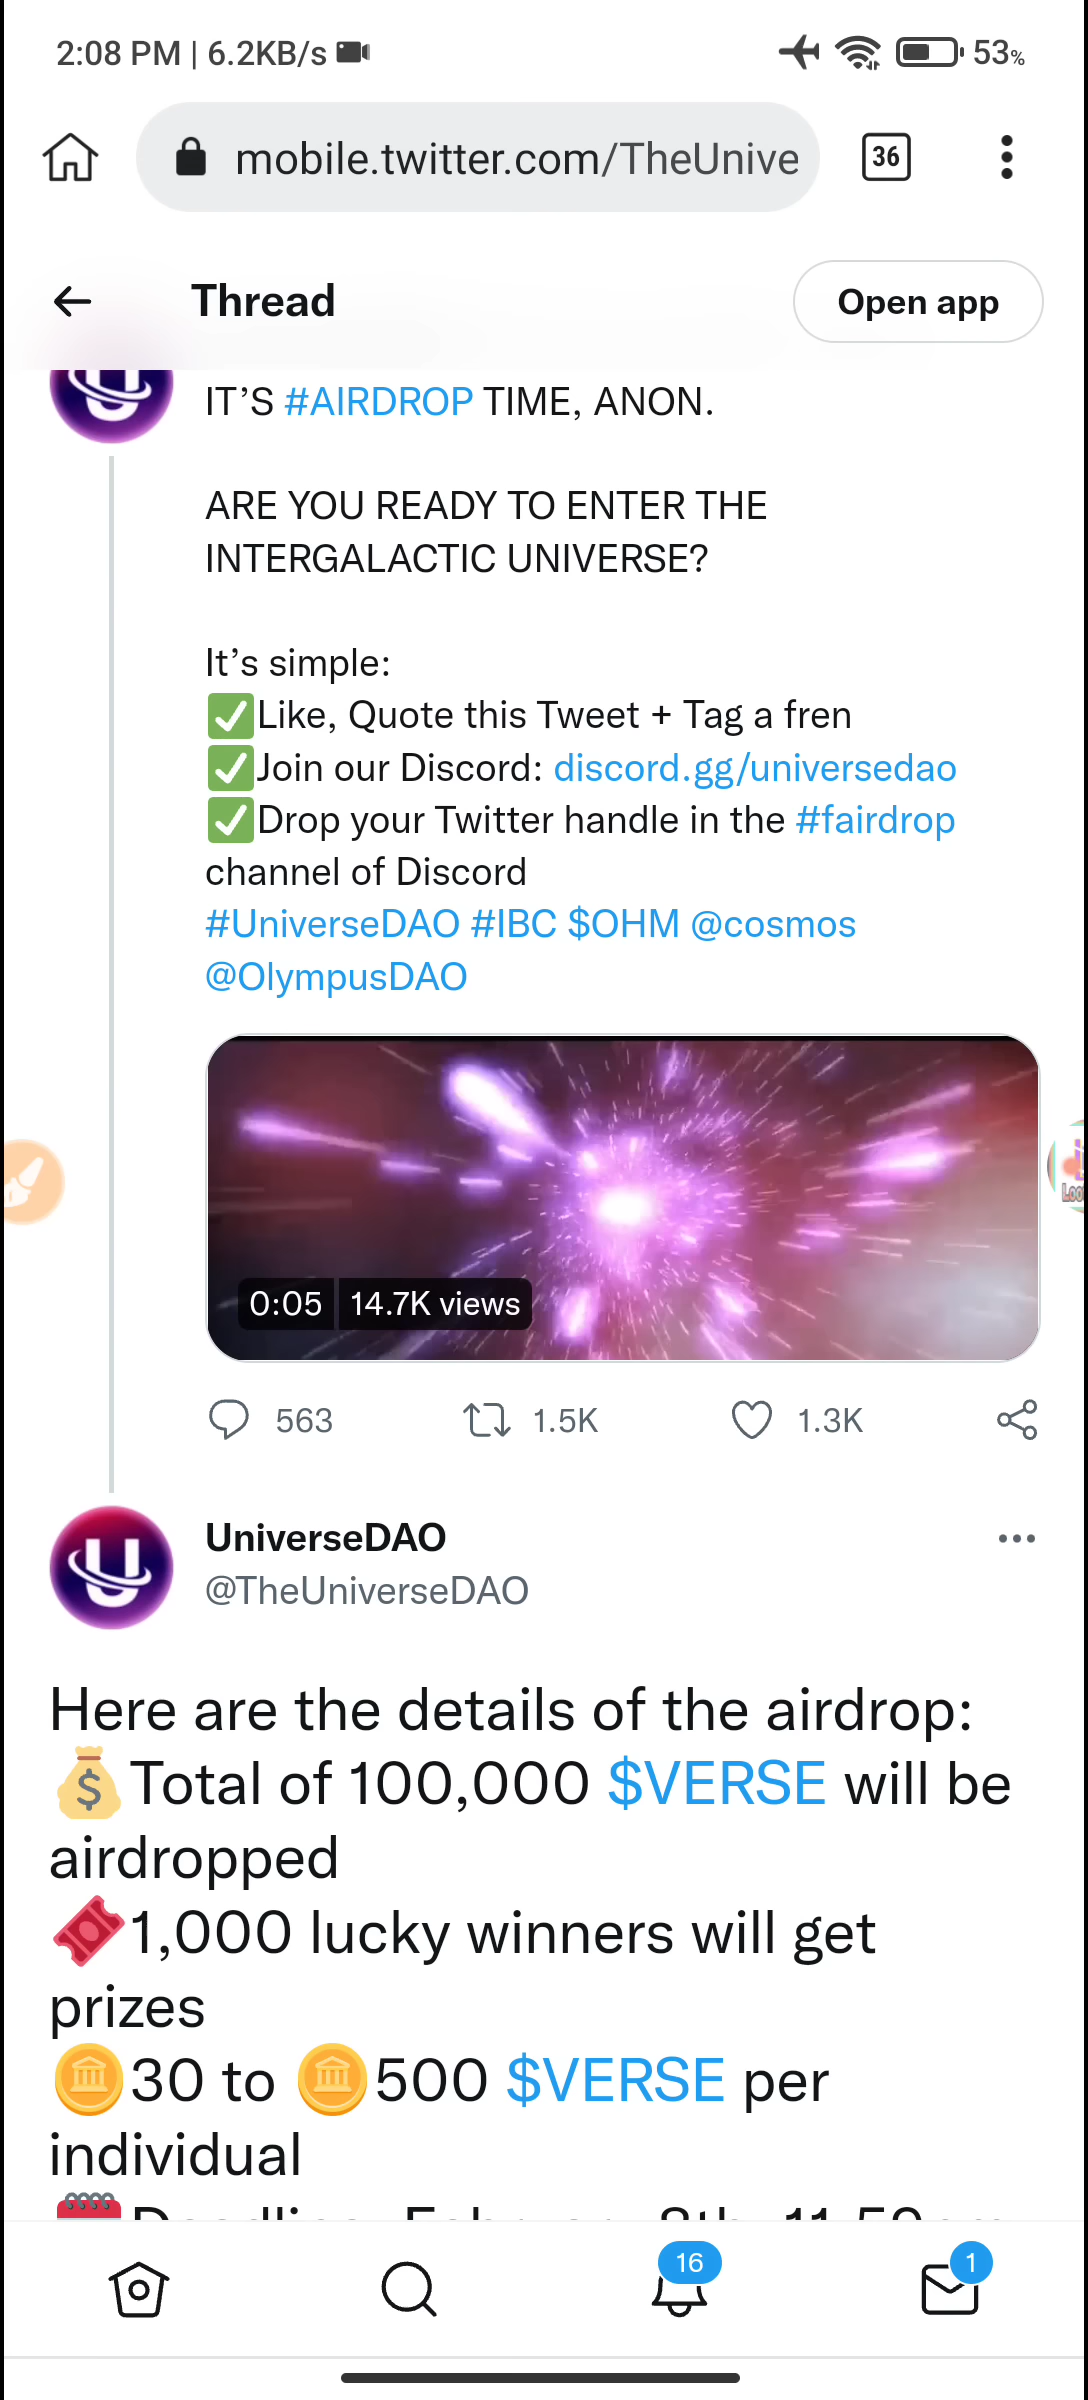 2:08 PM | 6.2KB/s
53%
mobile.twitter.com/TheUnive
36
Thread
Open app
IT’S #AIRDROP TIME, ANON.
ARE YOU READY TO ENTER THE
INTERGALACTIC UNIVERSE?
It’s simple:
✅Like, Quote this Tweet + Tag a fren
✅Join our Discord: discord.gg/universedao
✅Drop your Twitter handle in the #fairdrop
channel of Discord
#UniverseDAO #IBC $OHM @cosmos
@OlympusDAO
0:05
14.7K views
563
1.5K
1.3K
UniverseDAO
@TheUniverseDAO
Here are the details of the airdrop:
💰Total of 100,000 $VERSE will be
airdropped
🎟1,000 lucky winners will get
prizes
30 to 500 $VERSE per
individual
16
1